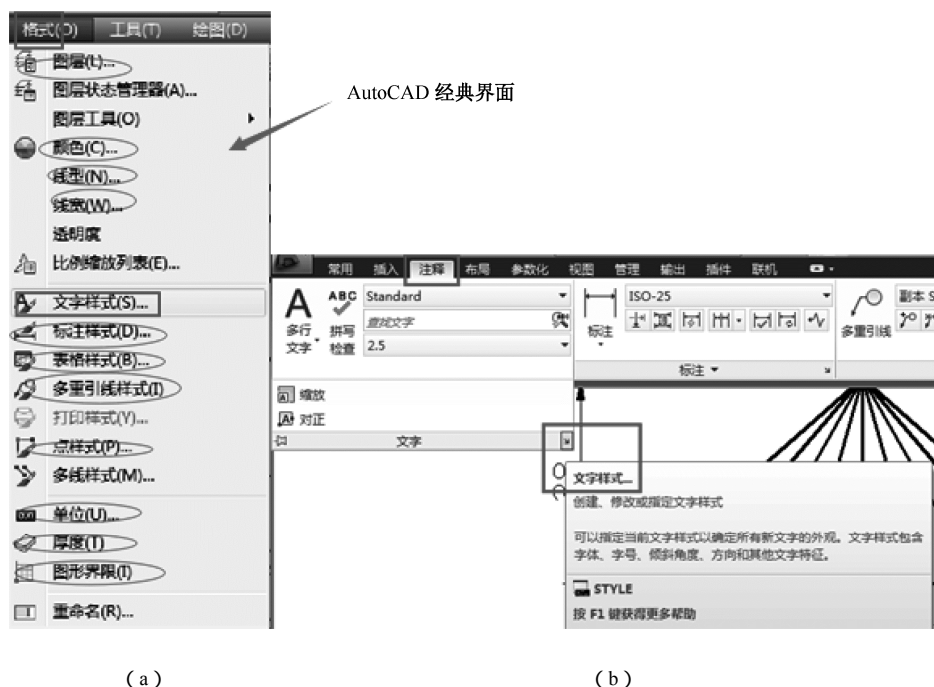 格式(O) 工具(T) 绘图(D)
图层(L)...
图层状态管理器(A)...
图层工具(O)
颜色(C)...
线型(N)...
线宽(W)...
透明度
比例缩放列表(E)...
文字样式(S)...
标注样式(D)...
表格样式(B)...
多重引线样式(I)
打印样式(Y)...
点样式(P)...
多线样式(M)...
单位(U)...
厚度(T)
图形界限(I)
重命名(R)...
AutoCAD 经典界面
常用 插入 注释 布局 参数化 视图 管理 输出 插件 联机
A
多行
文字
ABC
拼写
检查
Standard
查找文字
2.5
标注
ISO-25
多重引线
副本 S
标注
缩放
对正
文字
文字样式...
创建、修改或指定文字样式
可以指定当前文字样式以确定所有新文字的外观。文字样式包含
字体、字号、倾斜角度、方向和其他文字特征。
STYLE
按 F1 键获得更多帮助
(a) (b)